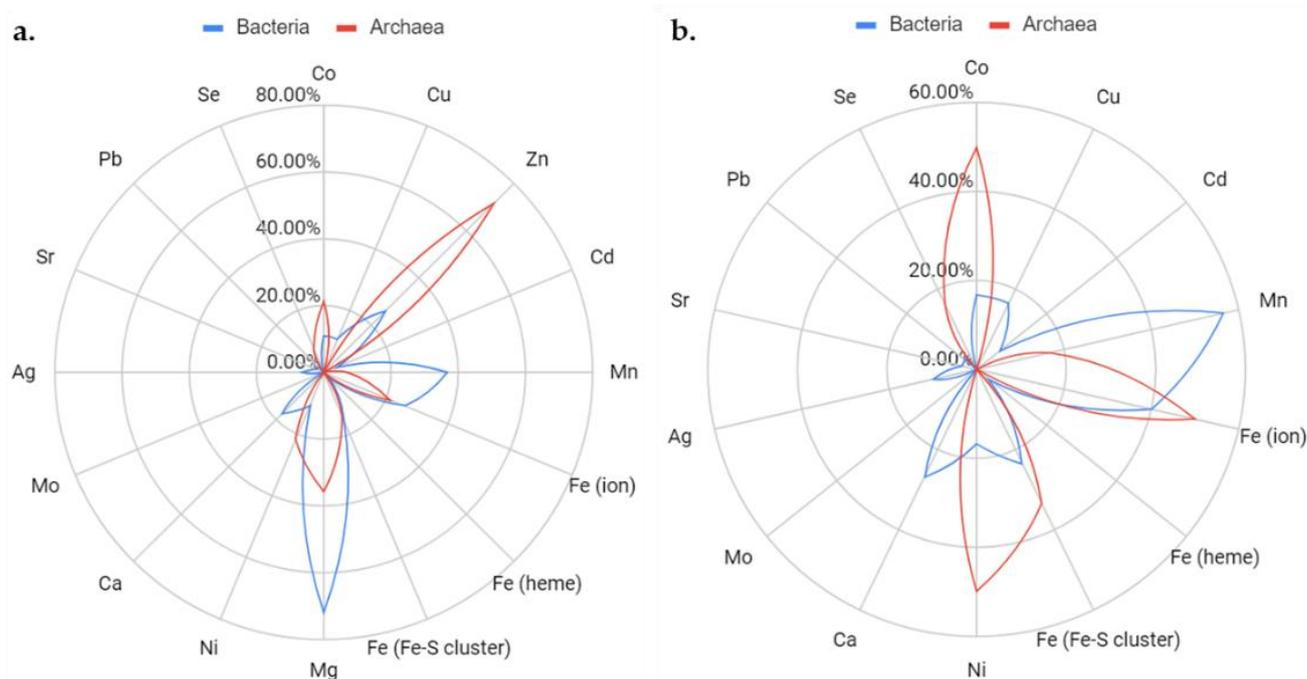 a.
Bacteria Archaea
Co
80.00%
Se
Cu
60.00%
Pb
Zn
40.00%
Sr
Cd
20.00%
0.00%
Ag
Mn
Mo
Fe (ion)
Ca
Fe (heme)
Ni
Fe (Fe-S cluster)
Mg
b.
Bacteria Archaea
Co
60.00%
Se
Cu
40.00%
Pb
Cd
20.00%
Sr
Mn
0.00%
Ag
Fe (ion)
Mo
Fe (heme)
Ca
Fe (Fe-S cluster)
Ni